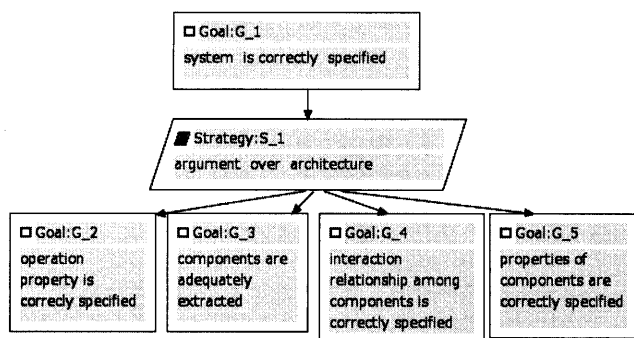 Goal:G_1
system is correctly specified
Strategy:S_1
argument over architecture
Goal:G_2
operation
property is
correcly specified
Goal:G_3
components are
adequately
extracted
Goal:G_4
interaction
relationship among
components is
correctly specified
Goal:G_5
properties of
components are
correctly specified